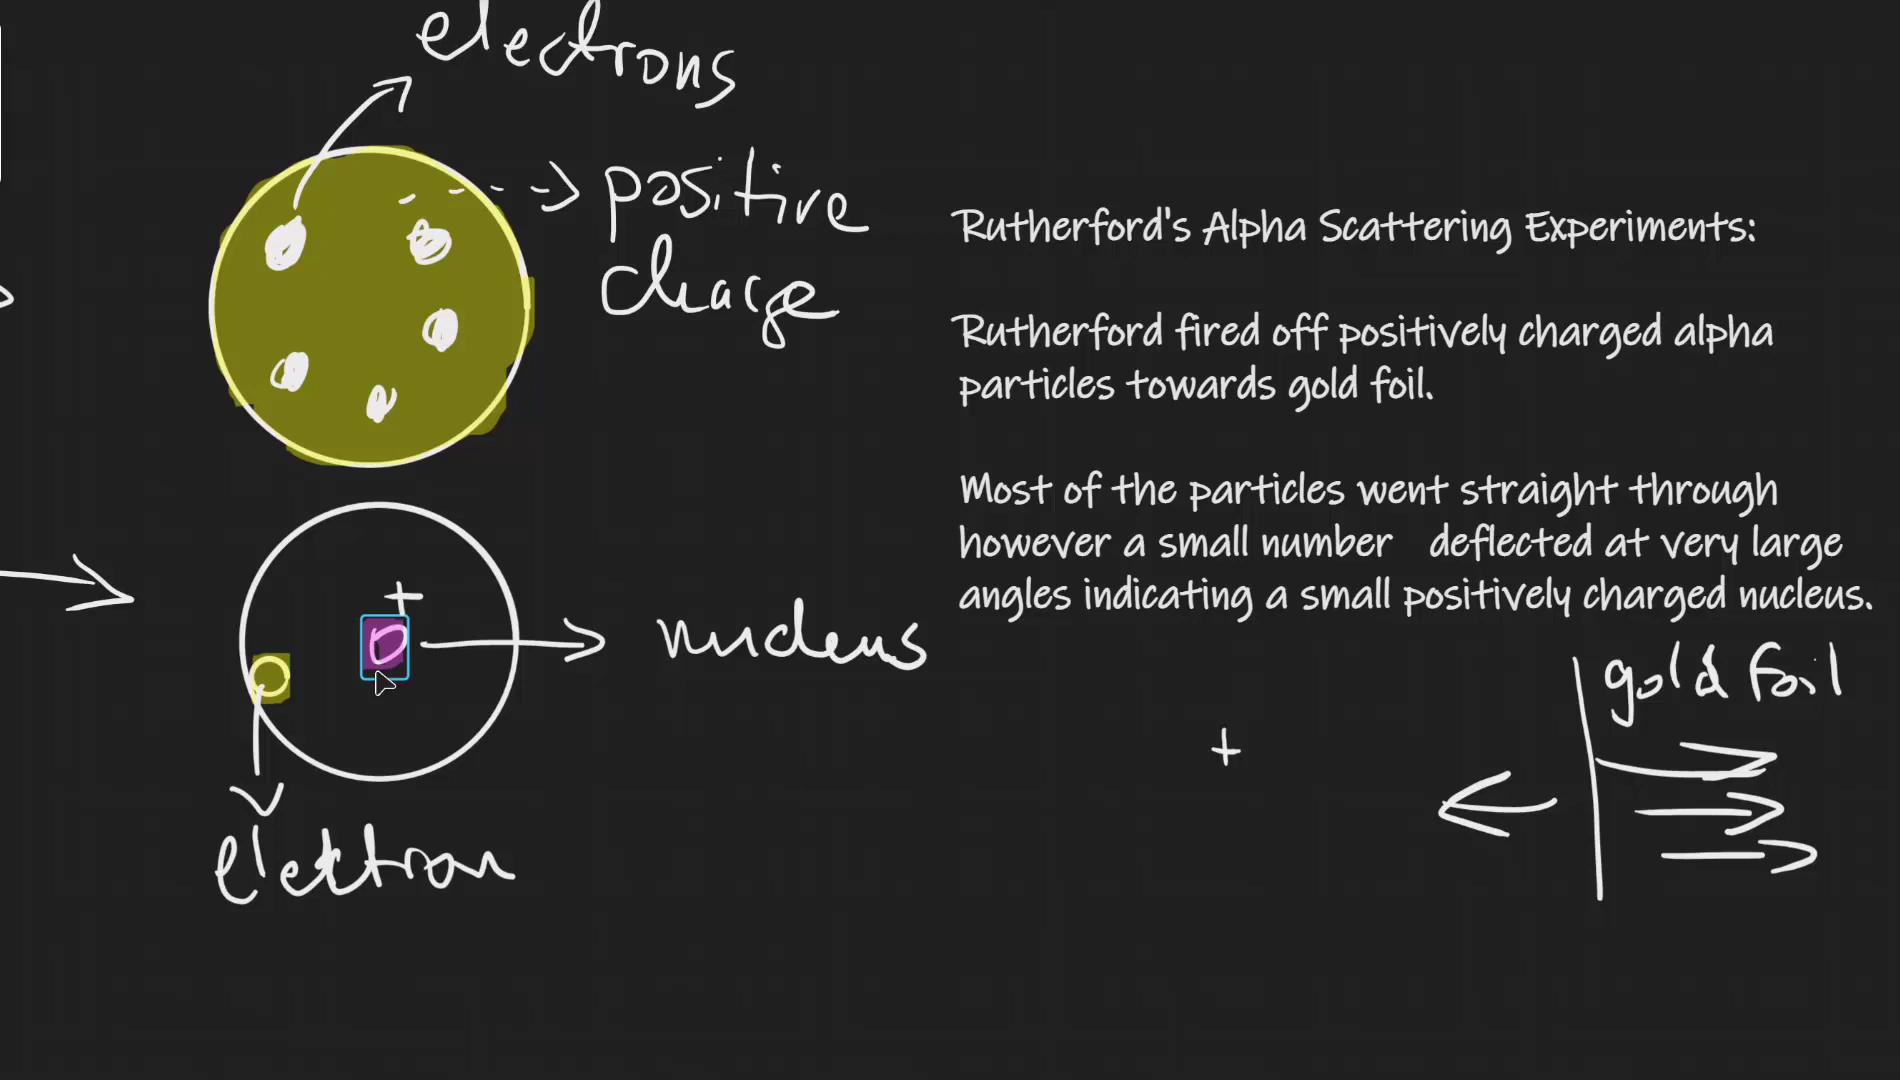 electrons
positive
charge
Rutherford's Alpha Scattering Experiments:
Rutherford fired off positively charged alpha
particles towards gold foil.
Most of the particles went straight through
however a small number deflected at very large
angles indicating a small positively charged nucleus.
+
nucleus
gold foil
+
electron